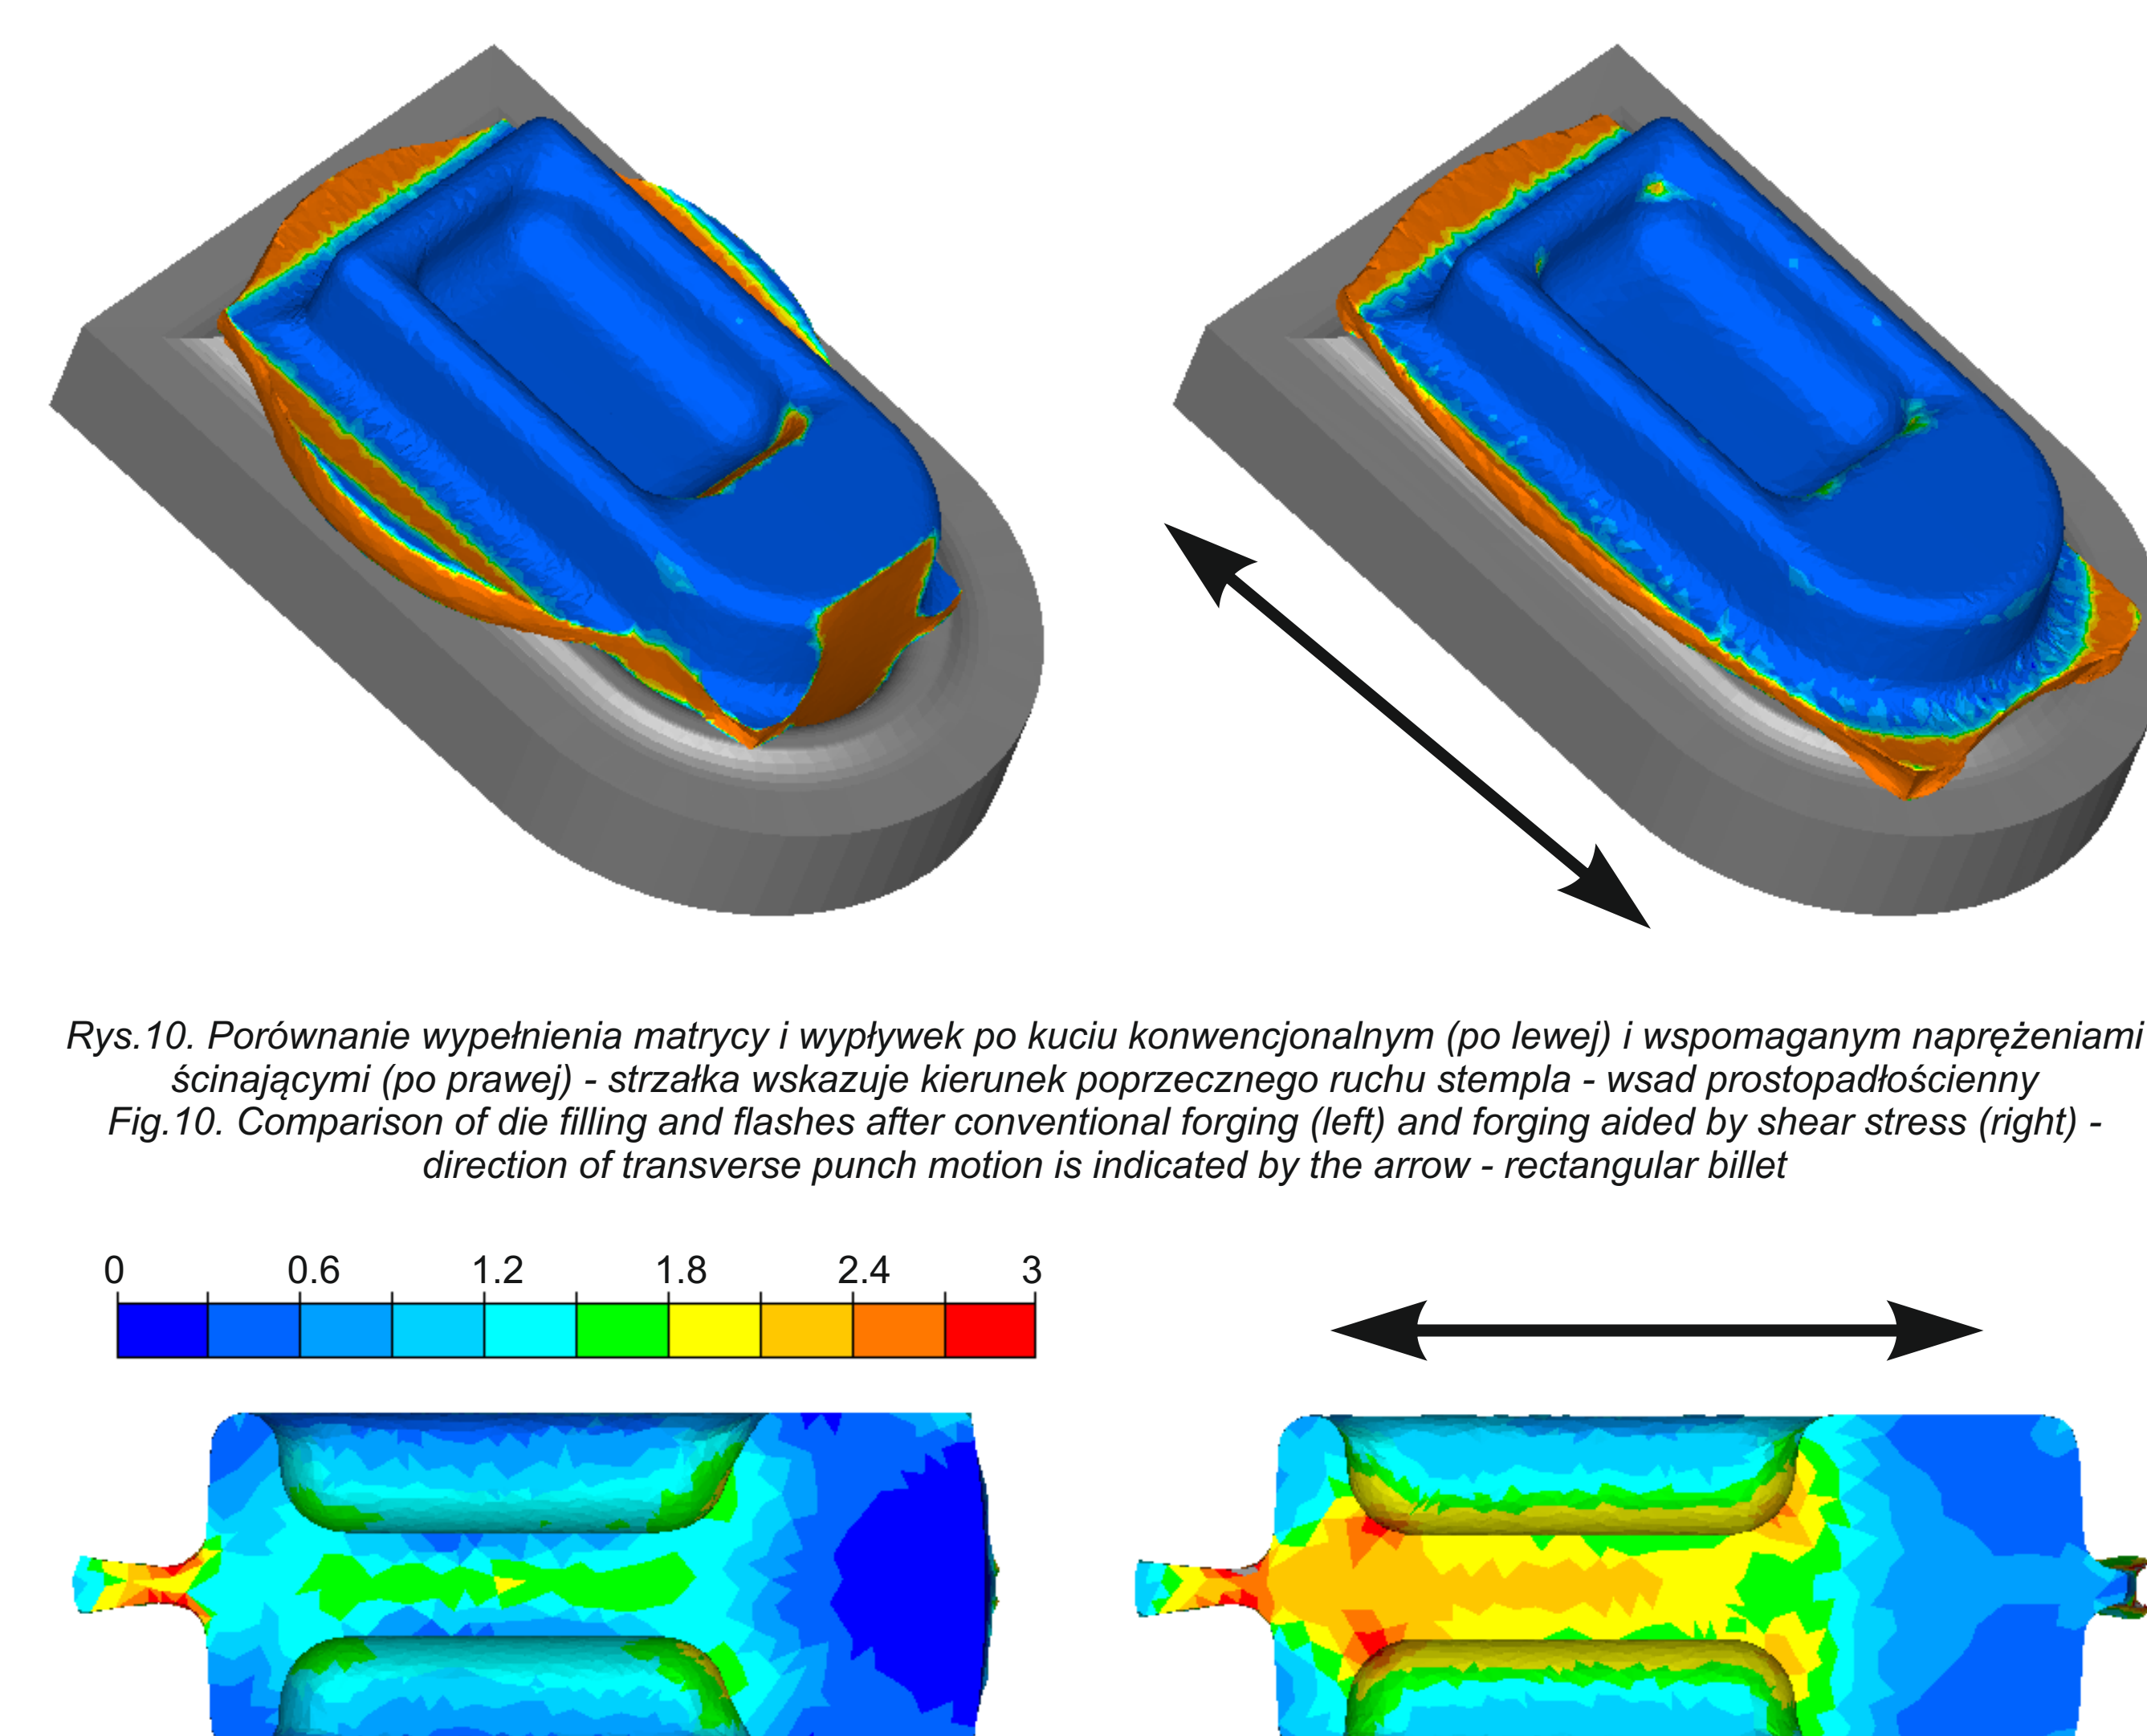 Rys.10. Porównanie wypełnienia matrycy i wypływek po kuciu konwencjonalnym (po lewej) i wspomaganym naprężeniami
ścinającymi (po prawej) - strzałka wskazuje kierunek poprzecznego ruchu stempla - wsad prostopadłościenny
Fig.10. Comparison of die filling and flashes after conventional forging (left) and forging aided by shear stress (right) -
direction of transverse punch motion is indicated by the arrow - rectangular billet
0 0.6 1.2 1.8 2.4 3